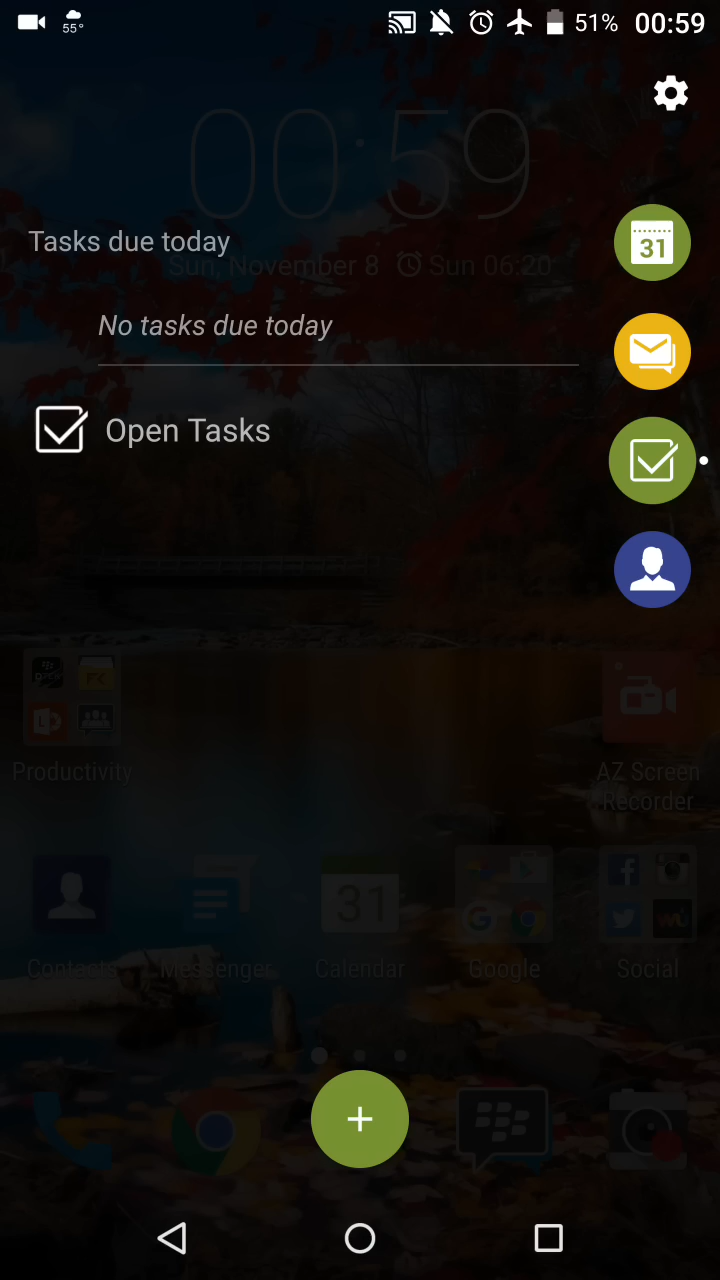 55°
51%
00:59
00:59
Tasks due today
31
Sun, November 8
Sun 06:20
No tasks due today
Open Tasks
Productivity
AZ Screen
Recorder
31
Contacts
Messenger
Calendar
Google
Social